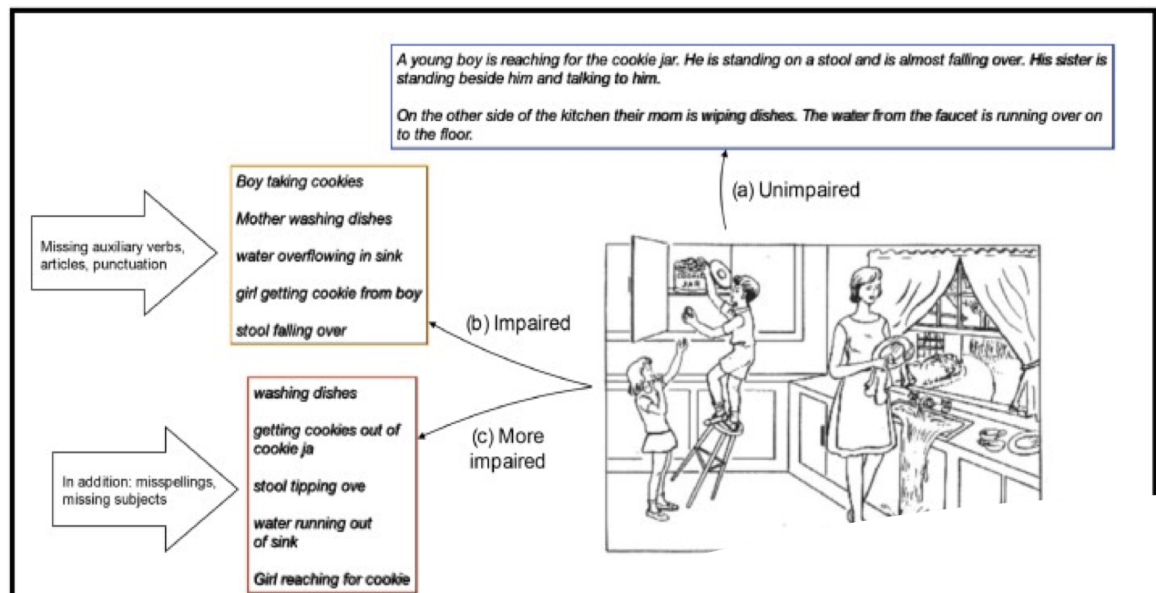 A young boy is reaching for the cookie jar. He is standing on a stool and is almost falling over. His sister is
standing beside him and talking to him.
On the other side of the kitchen their mom is wiping dishes. The water from the faucet is running over on
to the floor.
(a) Unimpaired
Missing auxiliary verbs,
articles, punctuation
Boy taking cookies
Mother washing dishes
water overflowing in sink
girl getting cookie from boy
stool falling over
(b) Impaired
COOKIE
JAR
In addition: misspellings,
missing subjects
washing dishes
getting cookies out of
cookie ja
stool tipping ove
water running out
of sink
Girl reaching for cookie
(c) More
impaired